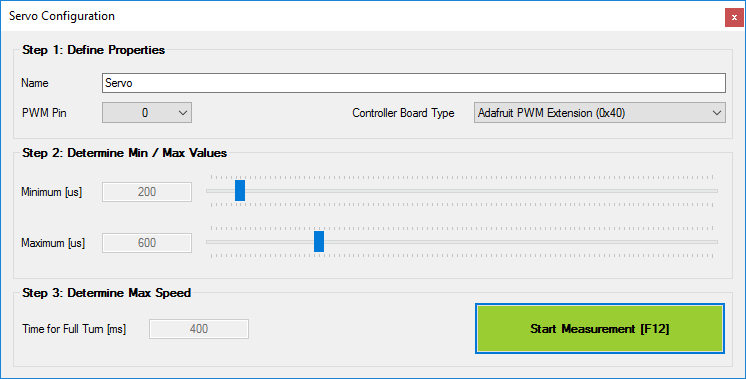 Servo Configuration
x
Step 1: Define Properties
Name Servo
PWM Pin 0 Controller Board Type Adafruit PWM Extension (0x40)
Step 2: Determine Min / Max Values
Minimum [us] 200
Maximum [us] 600
Step 3: Determine Max Speed
Time for Full Turn [ms] 400 Start Measurement [F12]